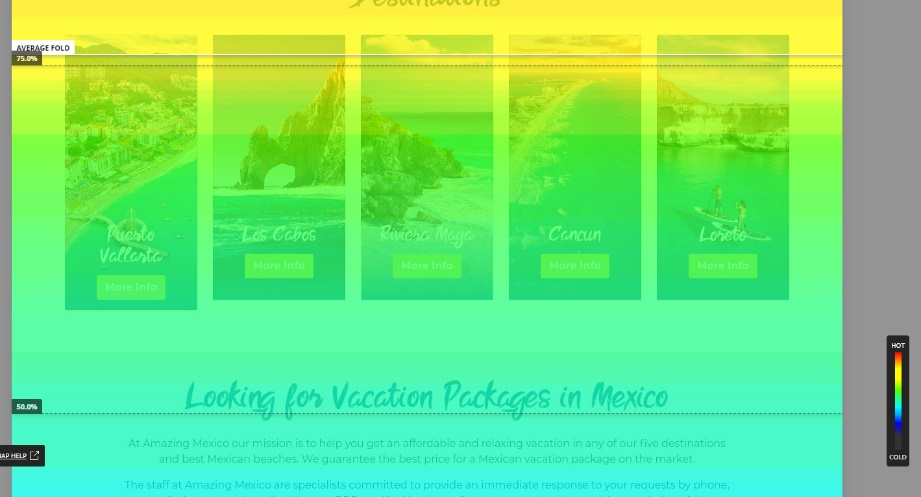 Destinations
AVERAGE FOLD
75.0%
Puerto
Vallarta
Los Cabos
Riviera Maya
Cancun
Loreto
More Info
More Info
More Info
More Info
More Info
HOT
COLD
Looking for Vacation Packages in Mexico
50.0%
At Amazing Mexico our mission is to help you get an affordable and relaxing vacation in any of our five destinations
and best Mexican beaches. We guarantee the best price for a Mexican vacation package on the market.
AP HELP
The staff at Amazing Mexico are specialists committed to provide an immediate response to your requests by phone,